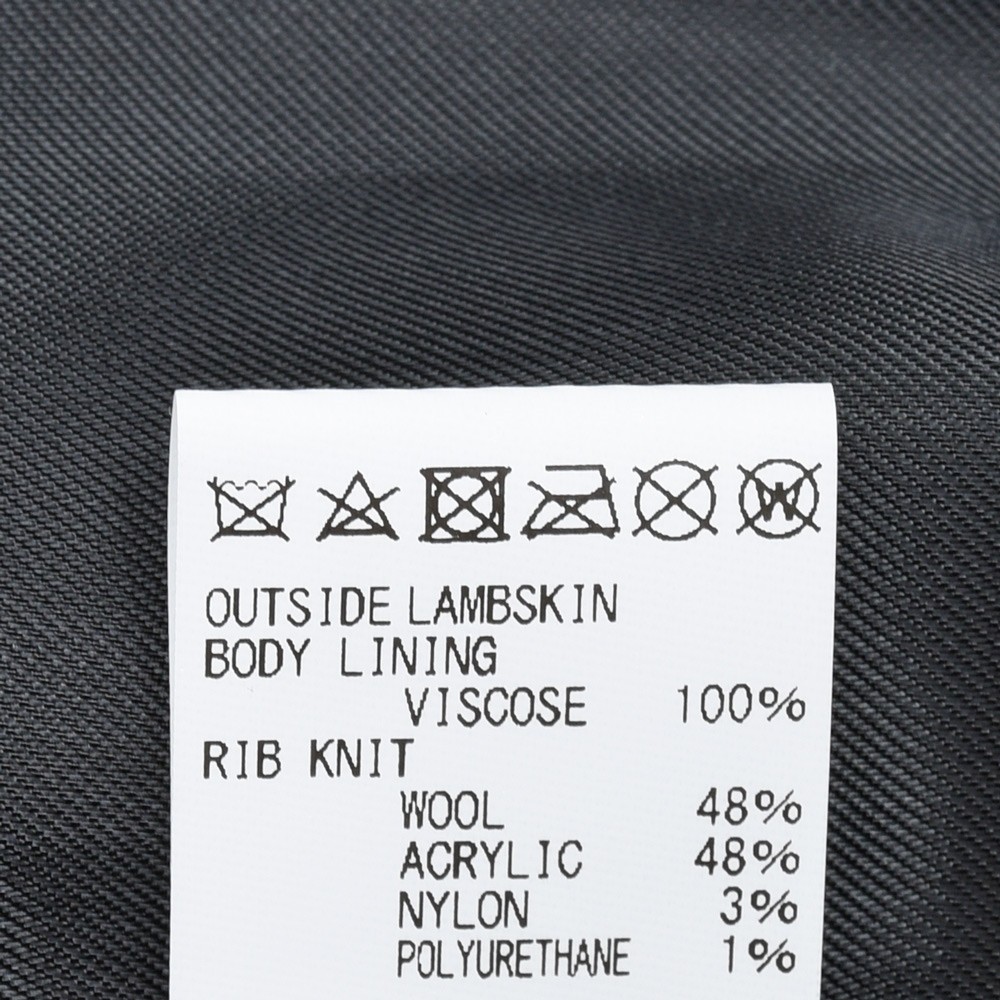 W
OUTSIDE LAMBSKIN
BODY LINING
VISCOSE 100%
RIB KNIT
WOOL 48%
ACRYLIC 48%
NYLON 3%
POLYURETHANE 1%